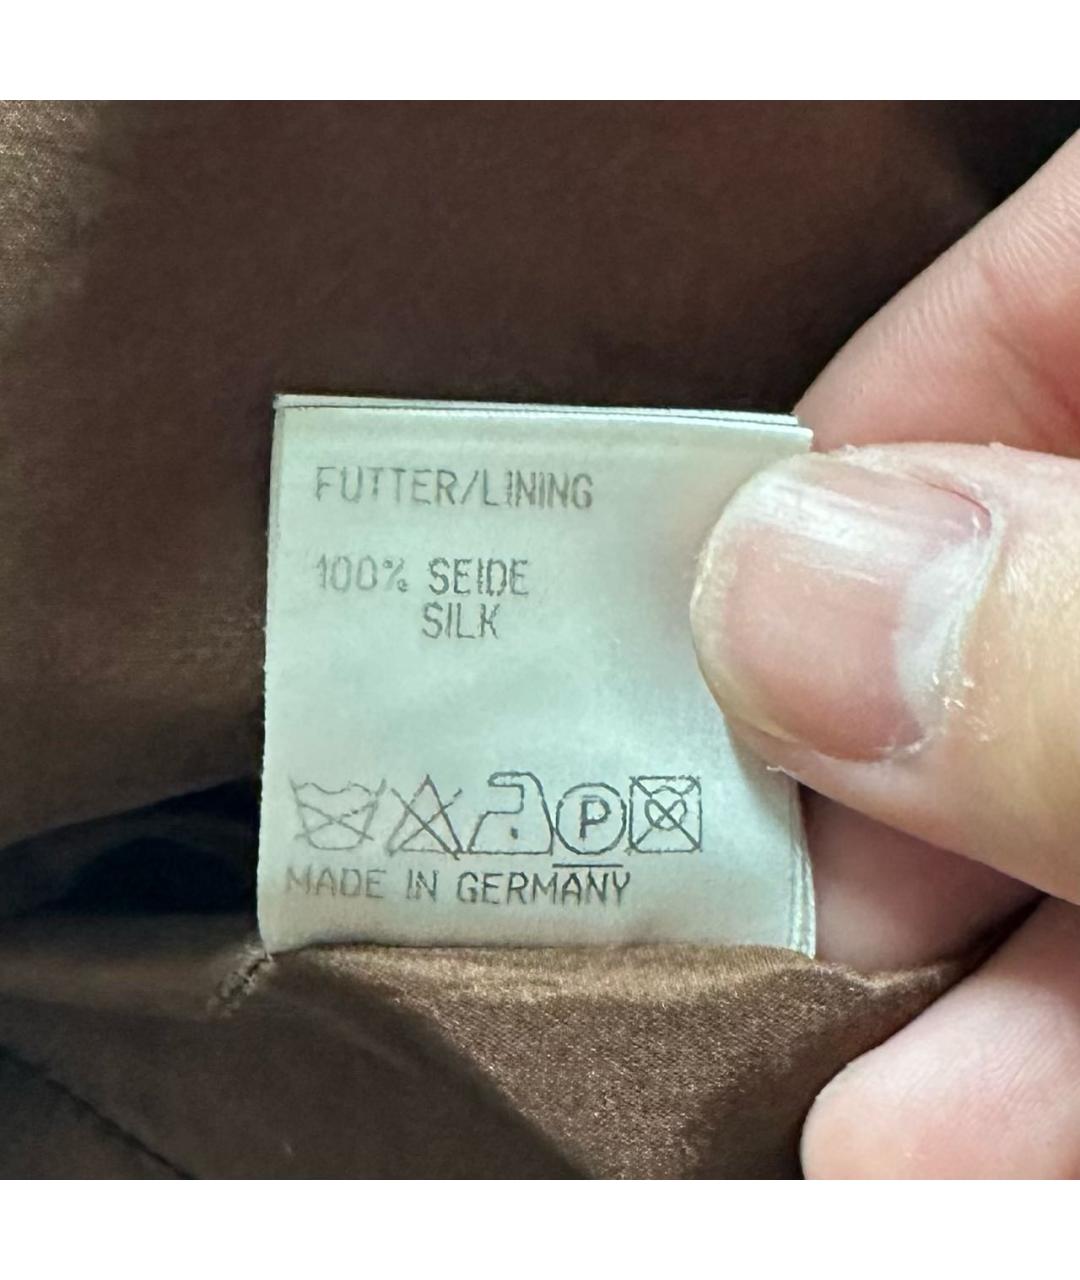 FUTTER/LINING
100% SEIDE
SILK
P
MADE IN GERMANY